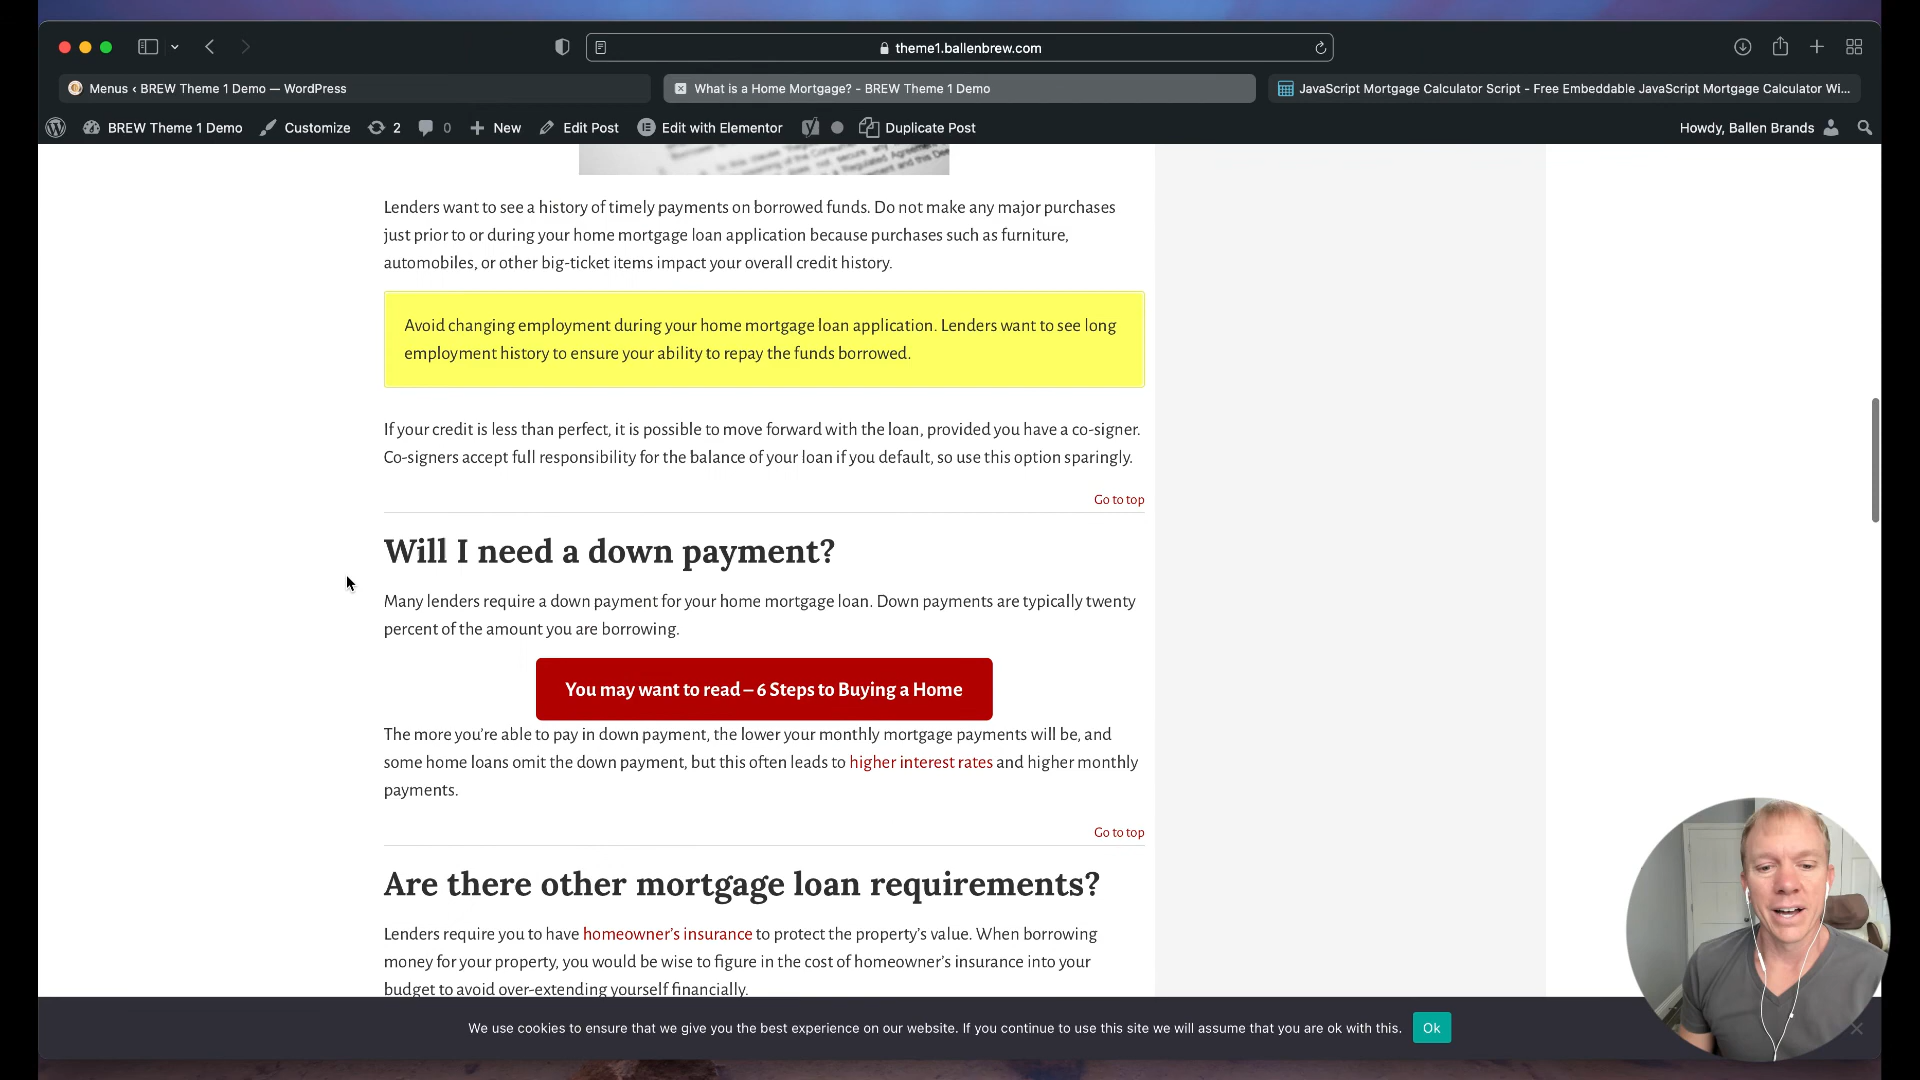 theme1.ballenbrew.com
Menus ‹ BREW Theme 1 Demo — WordPress
What is a Home Mortgage? - BREW Theme 1 Demo
JavaScript Mortgage Calculator Script - Free Embeddable JavaScript Mortgage Calculator Wi...
BREW Theme 1 Demo Customize 2 0 New Edit Post Edit with Elementor Duplicate Post Howdy, Ballen Brands
Lenders want to see a history of timely payments on borrowed funds. Do not make any major purchases
just prior to or during your home mortgage loan application because purchases such as furniture,
automobiles, or other big-ticket items impact your overall credit history.
Avoid changing employment during your home mortgage loan application. Lenders want to see long
employment history to ensure your ability to repay the funds borrowed.
If your credit is less than perfect, it is possible to move forward with the loan, provided you have a co-signer.
Co-signers accept full responsibility for the balance of your loan if you default, so use this option sparingly.
Go to top
Will I need a down payment?
Many lenders require a down payment for your home mortgage loan. Down payments are typically twenty
percent of the amount you are borrowing.
You may want to read – 6 Steps to Buying a Home
The more you're able to pay in down payment, the lower your monthly mortgage payments will be, and
some home loans omit the down payment, but this often leads to higher interest rates and higher monthly
payments.
Go to top
Are there other mortgage loan requirements?
Lenders require you to have homeowner's insurance to protect the property's value. When borrowing
money for your property, you would be wise to figure in the cost of homeowner's insurance into your
budget to avoid over-extending yourself financially.
We use cookies to ensure that we give you the best experience on our website. If you continue to use this site we will assume that you are ok with this.
Ok